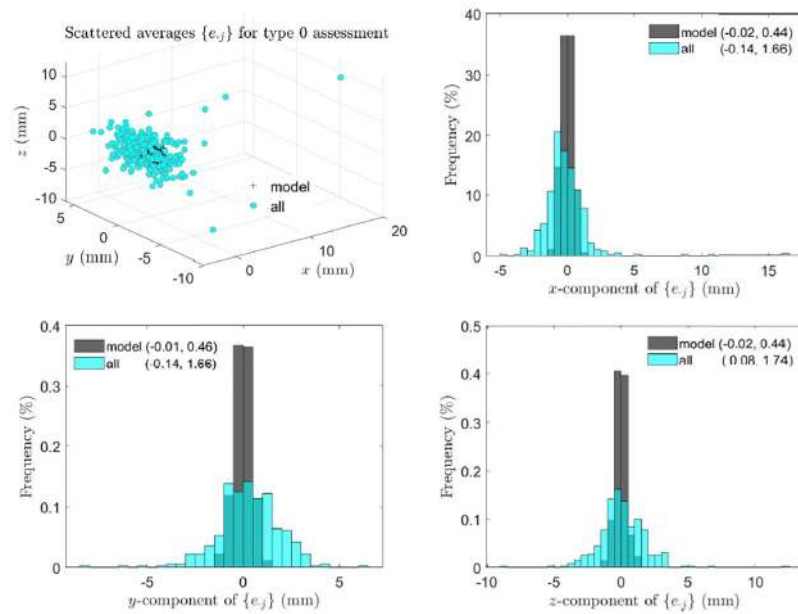 Scattered averages {e.j} for type 0 assessment
10
5
0
-5
-10
z (mm)
5
0
-5
-10
y (mm)
0
10
20
x (mm)
model
all
40
30
20
10
0
Frequency (%)
model (-0.02, 0.44)
all (-0.14, 1.66)
-5
0
5
10
15
x-component of {e.j} (mm)
0.4
0.3
0.2
0.1
0
Frequency (%)
model (-0.01, 0.46)
all (-0.14, 1.66)
-5
0
5
y-component of {e.j} (mm)
0.5
0.4
0.3
0.2
0.1
0
Frequency (%)
model (-0.02, 0.44)
all ( 0.08, 1.74)
-10
-5
0
5
10
z-component of {e.j} (mm)